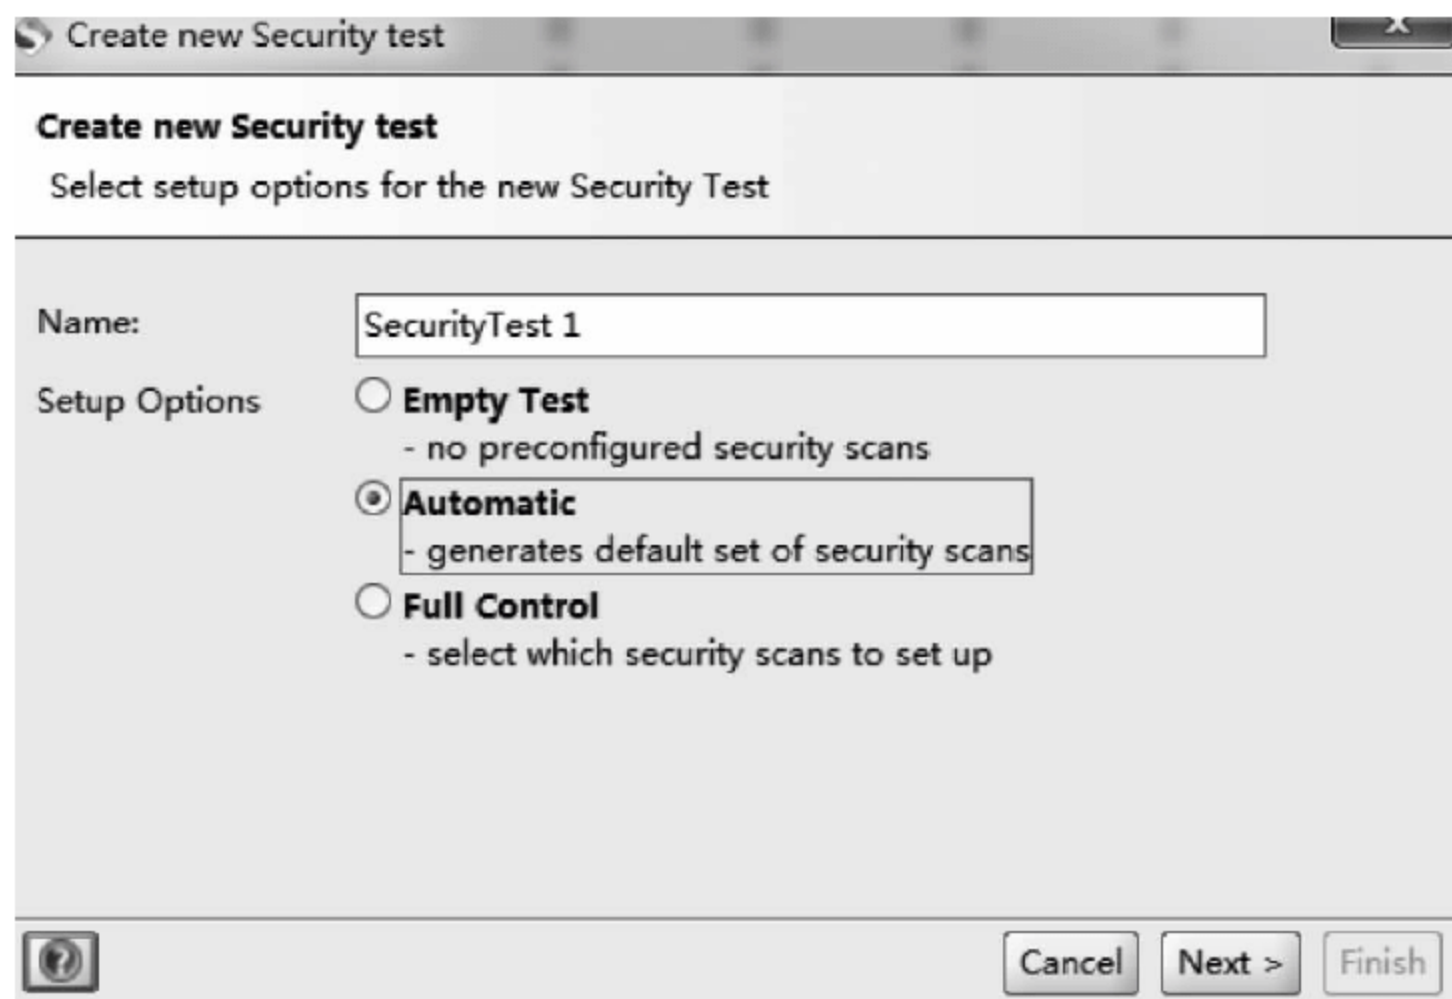 Create new Security test
x
Create new Security test
Select setup options for the new Security Test
Name:
SecurityTest 1
Setup Options
Empty Test
- no preconfigured security scans
Automatic
- generates default set of security scans
Full Control
- select which security scans to set up
?
Cancel
Next >
Finish